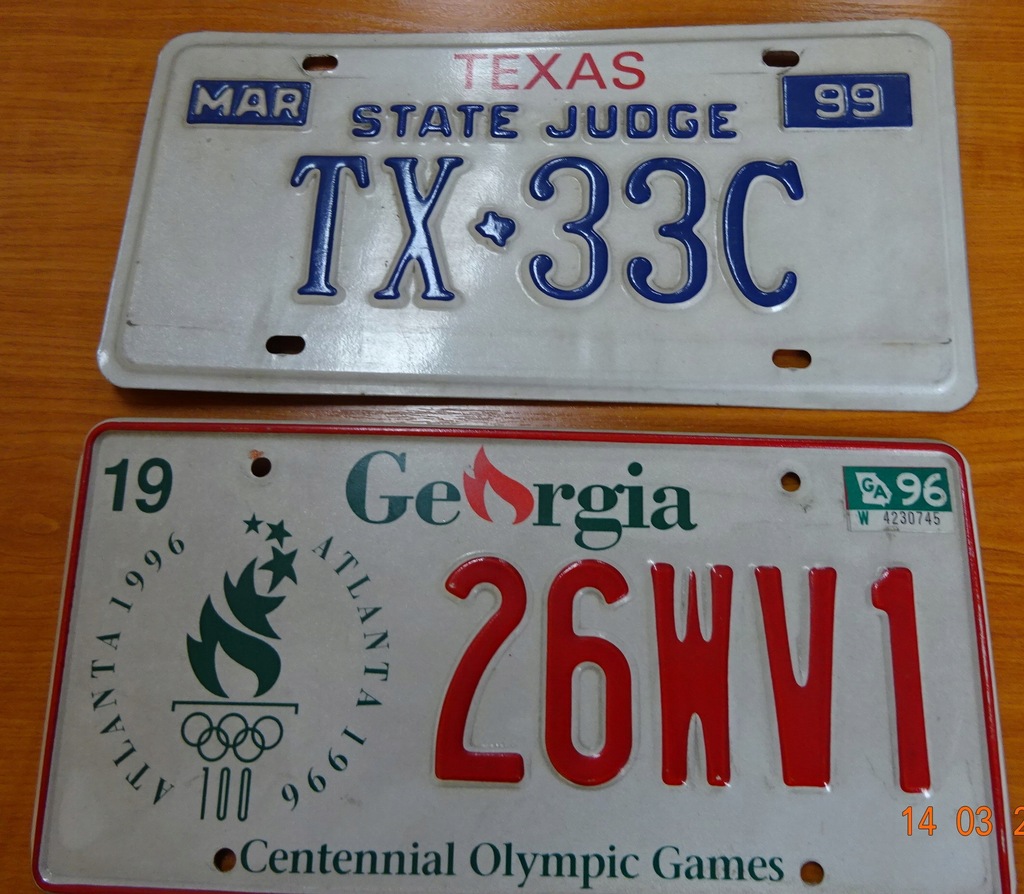 TEXAS
MAR
STATE JUDGE
99
TX 33C
19
Georgia
GA 96
W 4230745
ATLANTA 1996
ATLANTA 1996
26WV1
100
Centennial Olympic Games
14 03